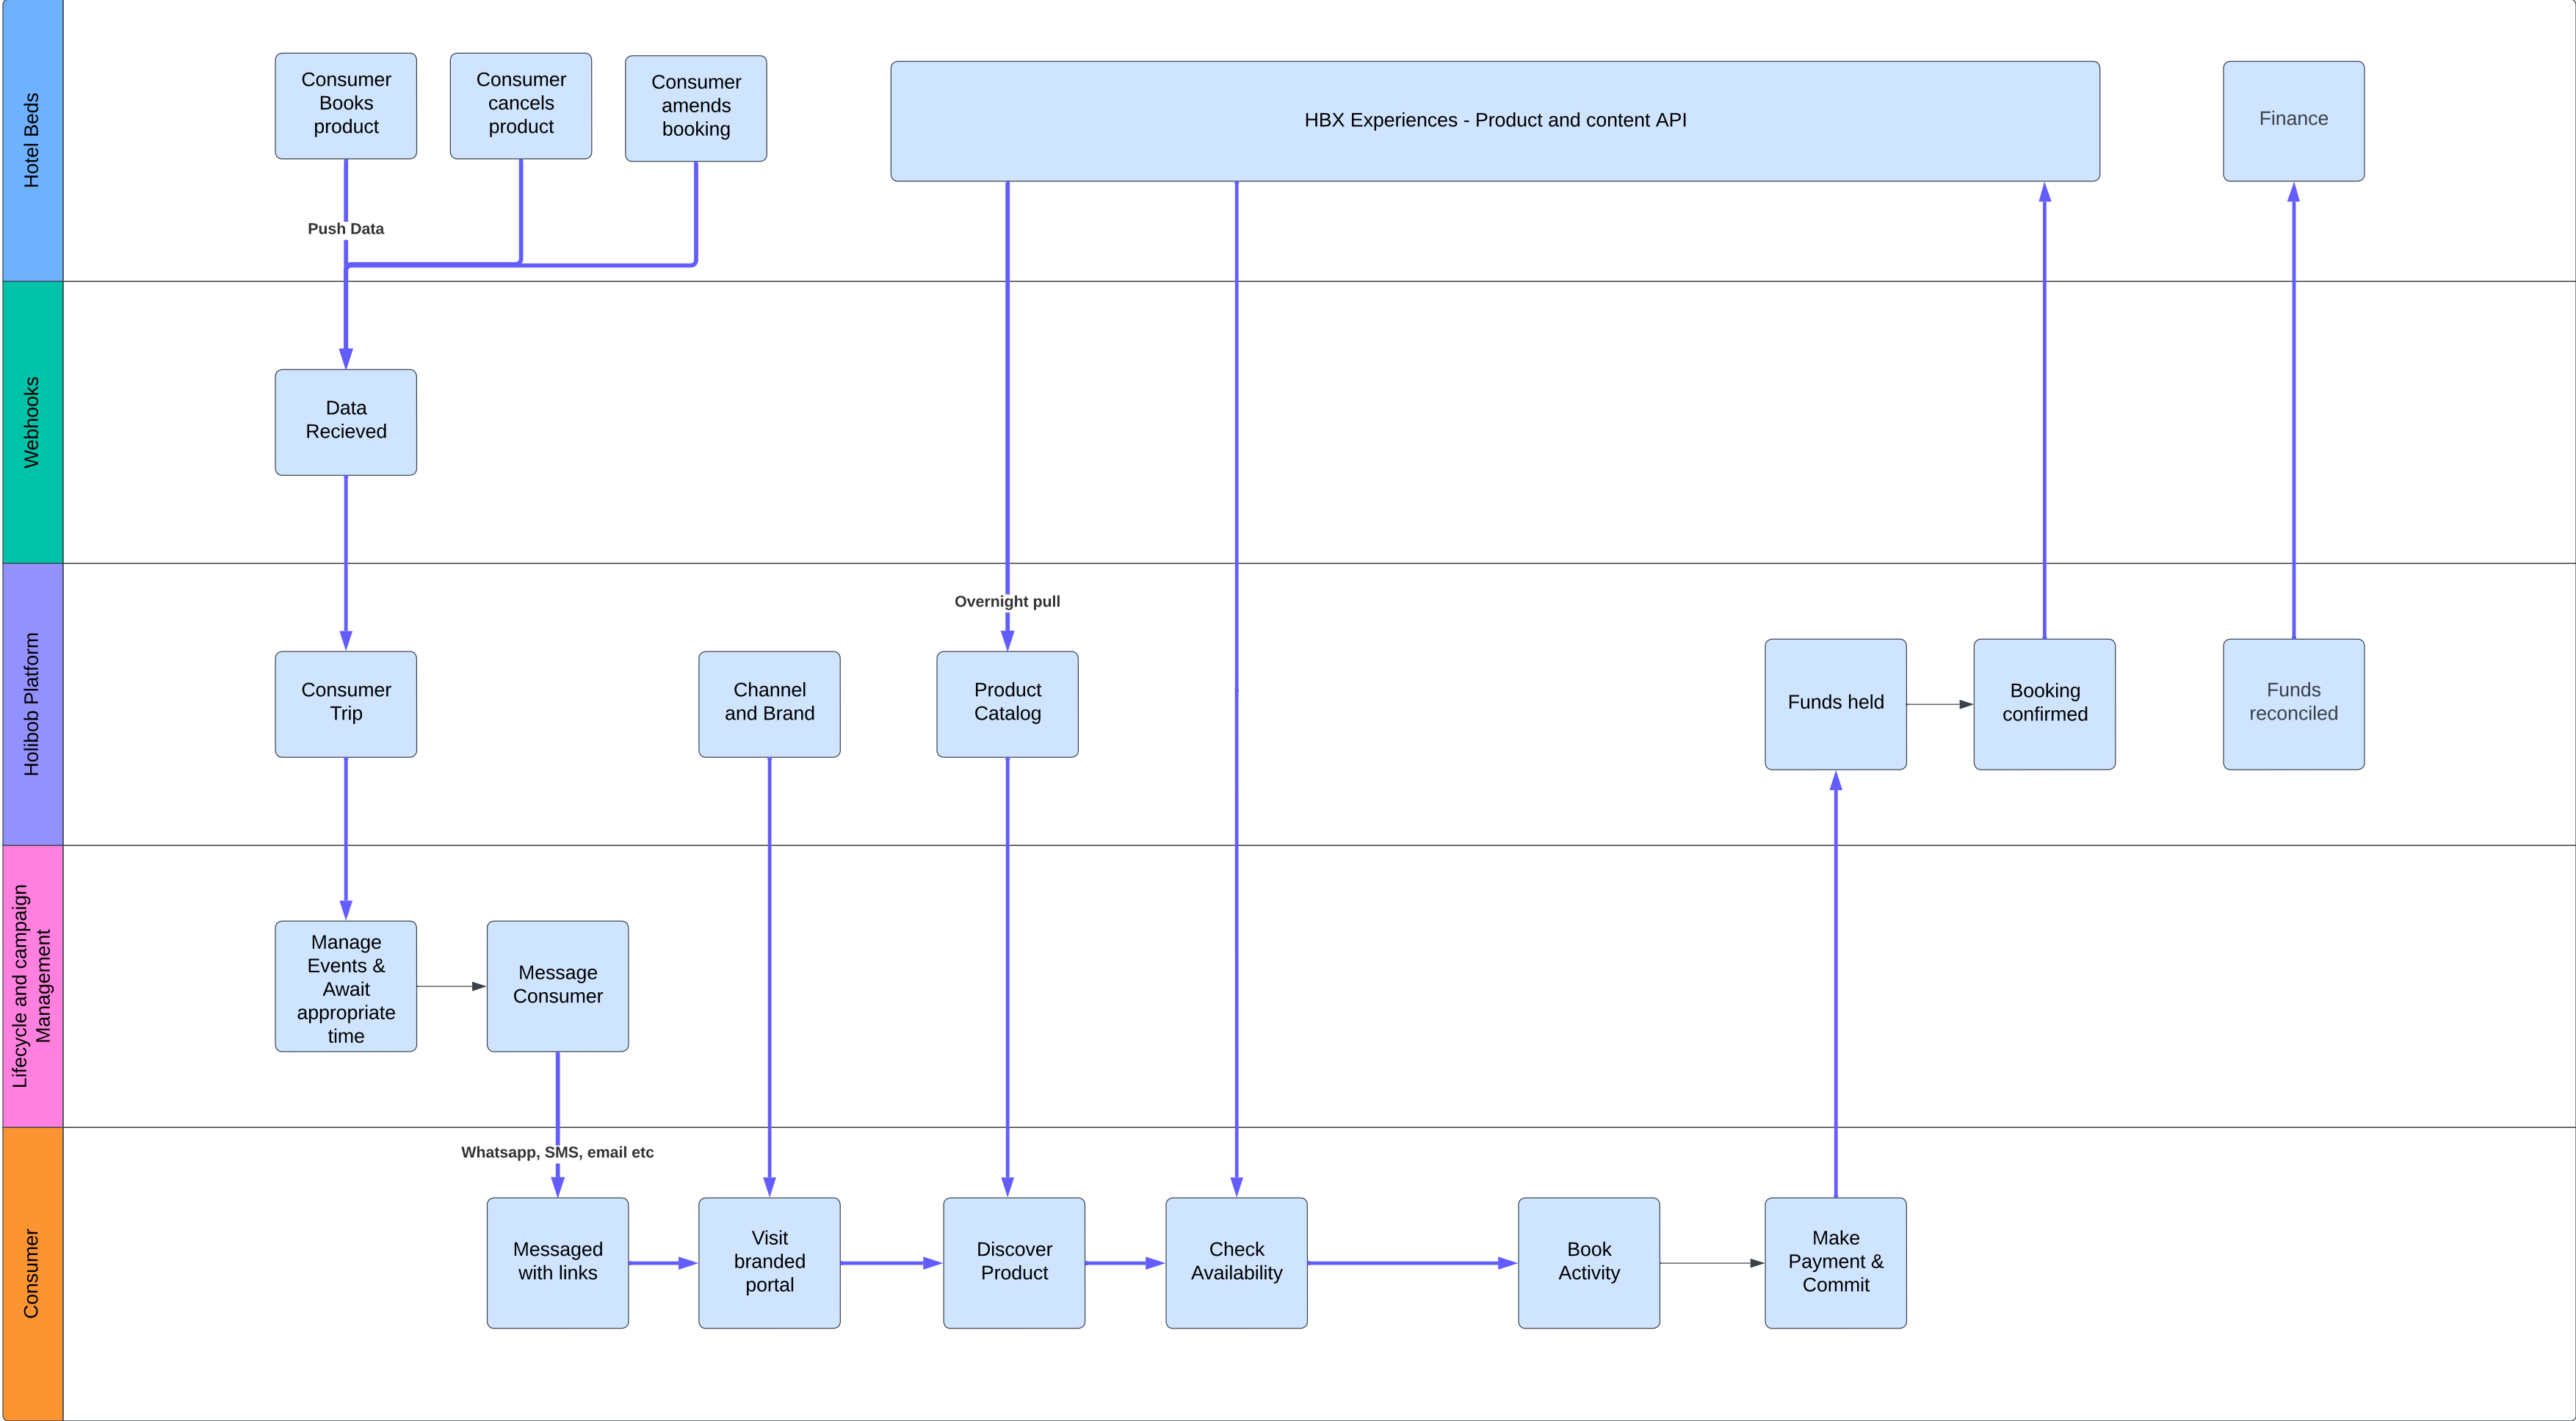 Hotel Beds
Consumer
Books
product
Consumer
cancels
product
Consumer
amends
booking
HBX Experiences - Product and content API
Finance
Push Data
Webhooks
Data
Recieved
Holibob Platform
Overnight pull
Consumer
Trip
Channel
and Brand
Product
Catalog
Funds held
Booking
confirmed
Funds
reconciled
Lifecycle and campaign
Management
Manage
Events &
Await
appropriate
time
Message
Consumer
Consumer
Whatsapp, SMS, email etc
Messaged
with links
Visit
branded
portal
Discover
Product
Check
Availability
Book
Activity
Make
Payment &
Commit